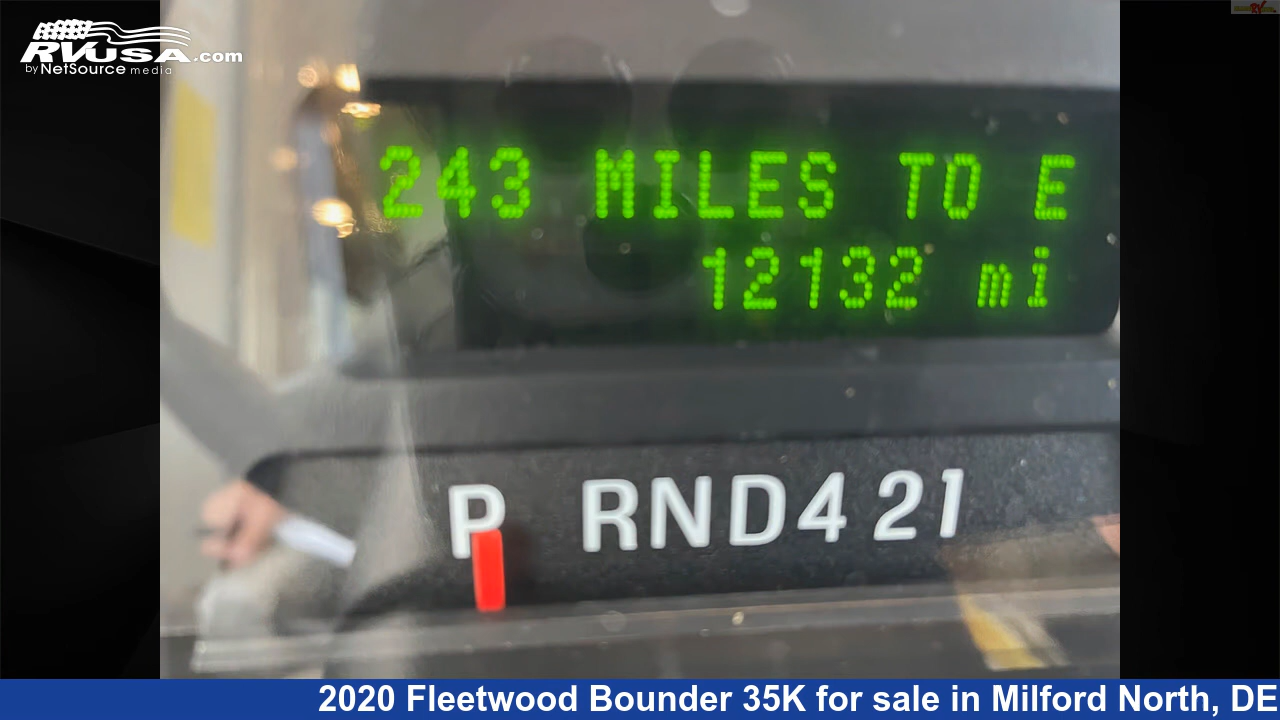 RVUSA.com
by NetSource media
243 MILES TO E
12132 mi
P RND421
2020 Fleetwood Bounder 35K for sale in Milford North, DE